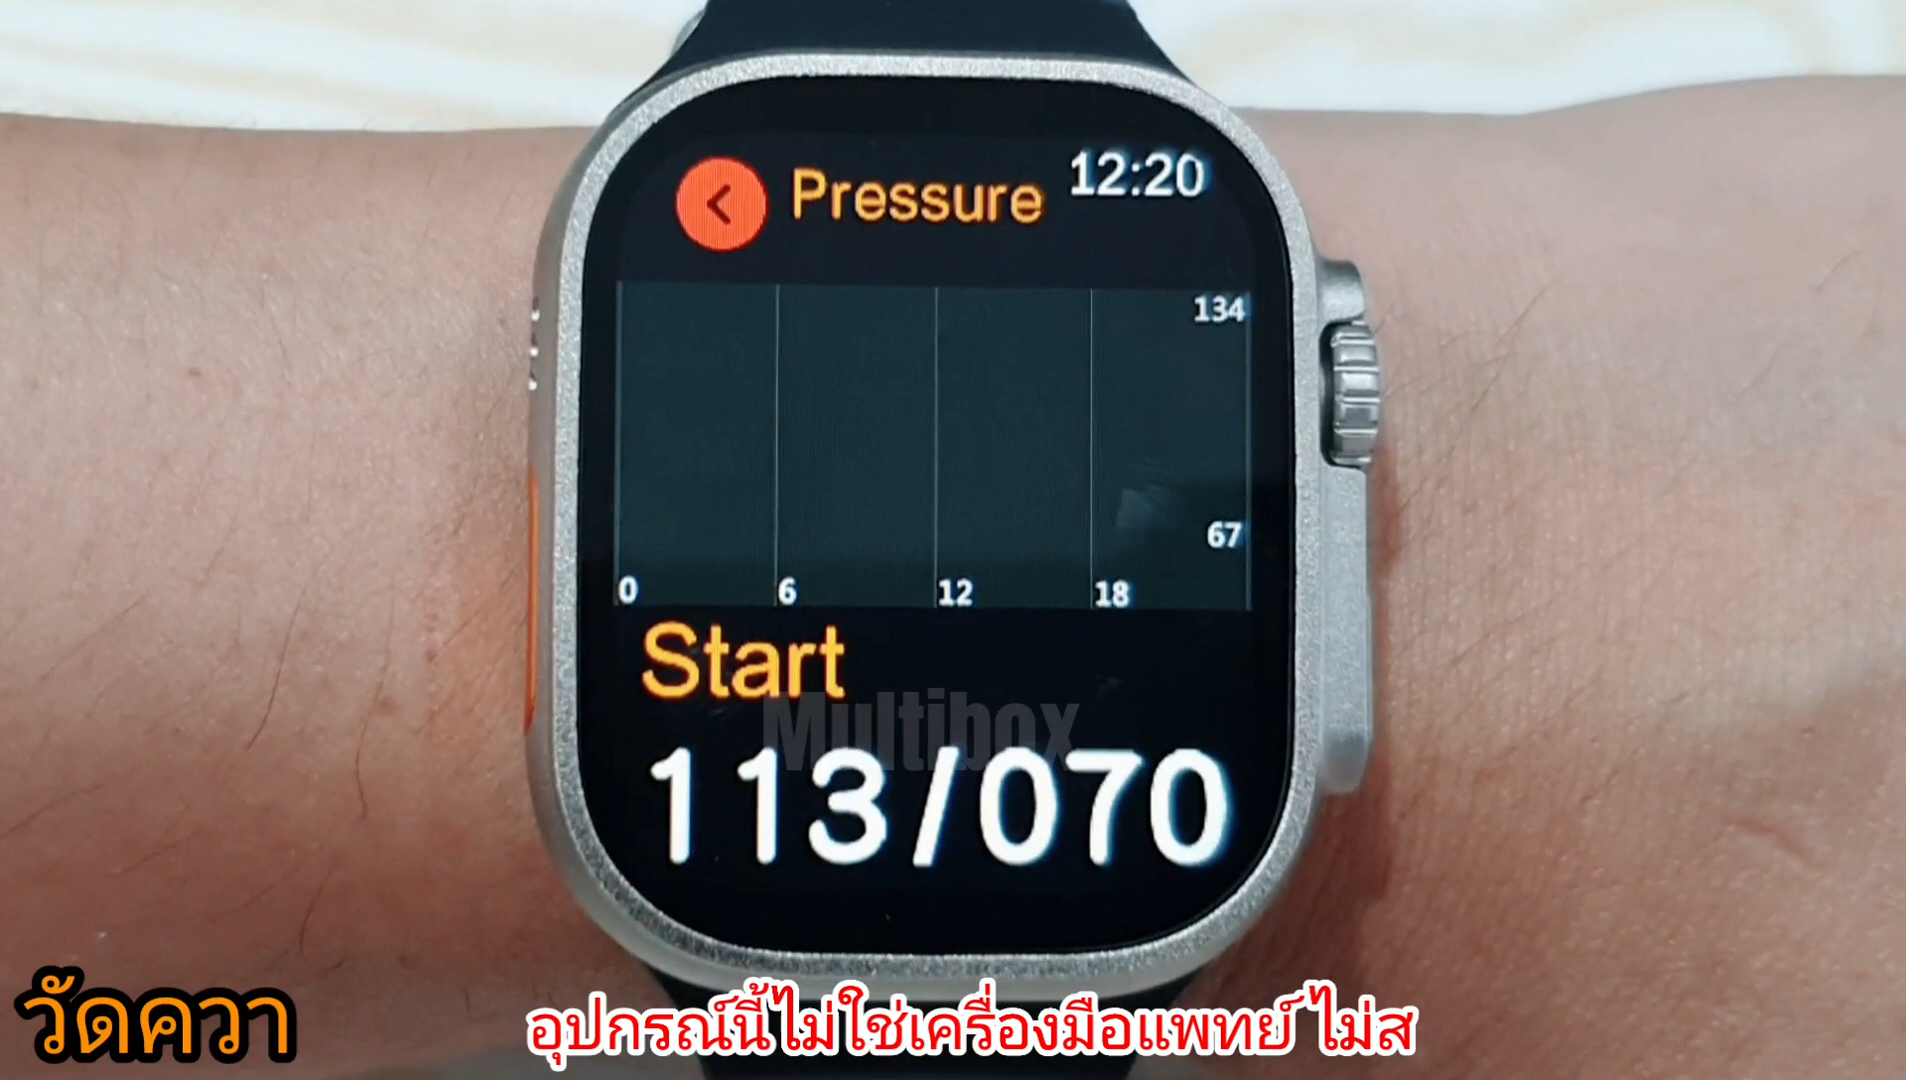 Pressure
12:20
134
67
0 6 12 18
Start
Multibox
113/070
วัดควา
อุปกรณ์นี้ไม่ใช่เครื่องมือแพทย์ ไม่ส